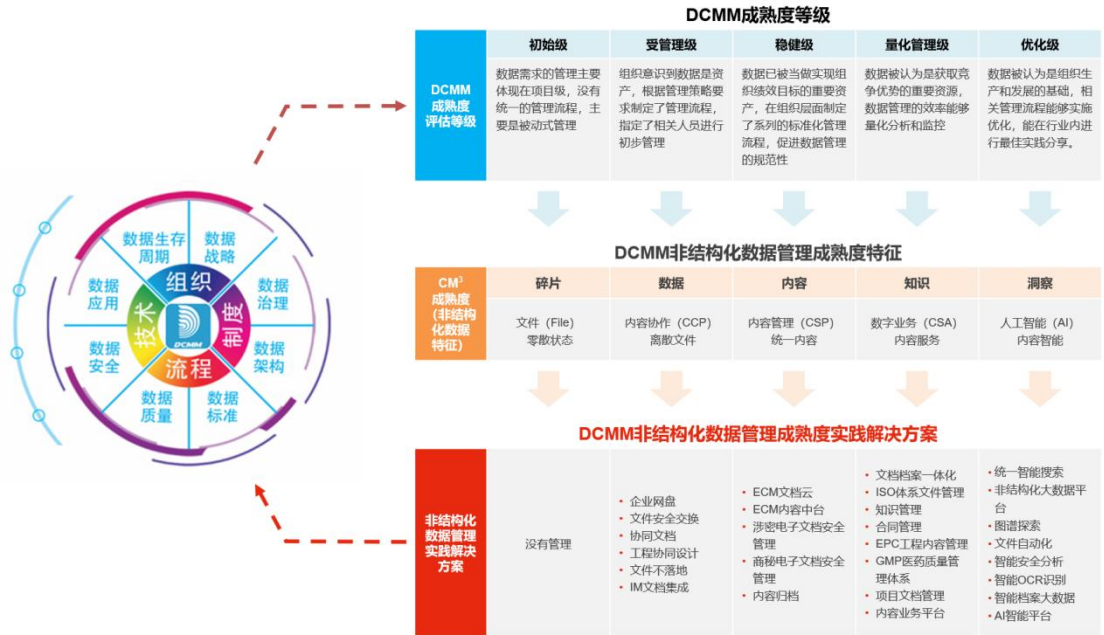 DCMM成熟度等级
初始级
受管理级
稳健级
量化管理级
优化级
DCMM
成熟度
评估等级
数据需求的管理主要
体现在项目级，没有
统一的管理流程，主
要是被动式管理
组织意识到数据是资
产，根据管理策略要
求制定了管理流程，
指定了相关人员进行
初步管理
数据已被当做实现组
织绩效目标的重要资
产，在组织层面制定
了系列的标准化管理
流程，促进数据管理
的规范性
数据被认为是获取竞
争优势的重要资源，
数据管理的效率能够
量化分析和监控
数据被认为是组织生
产和发展的基础，相
关管理流程能够实施
优化，能在行业内进
行最佳实践分享。
数据生存
周期
数据
战略
数据
应用
数据
治理
数据
安全
数据
架构
数据
质量
数据
标准
组织
技术
制度
流程
DCMM
DCMM非结构化数据管理成熟度特征
CM³
成熟度
(非结构
化数据
特征)
碎片
数据
内容
知识
洞察
文件（File）
零散状态
内容协作（CCP）
离散文件
内容管理（CSP）
统一内容
数字业务（CSA）
内容服务
人工智能（AI）
内容智能
DCMM非结构化数据管理成熟度实践解决方案
非结构化
数据管理
实践解决
方案
没有管理
• 企业网盘
• 文件安全交换
• 协同文档
• 工程协同设计
• 文件不落地
• IM文档集成
• ECM文档云
• ECM内容中台
• 涉密电子文档安全
管理
• 商秘电子文档安全
管理
• 内容归档
• 文档档案一体化
• ISO体系文件管理
• 知识管理
• 合同管理
• EPC工程内容管理
• GMP医药质量管
理体系
• 项目文档管理
• 内容业务平台
• 统一智能搜索
• 非结构化大数据平
台
• 图谱探索
• 文件自动化
• 智能安全分析
• 智能OCR识别
• 智能档案大数据
• AI智能平台